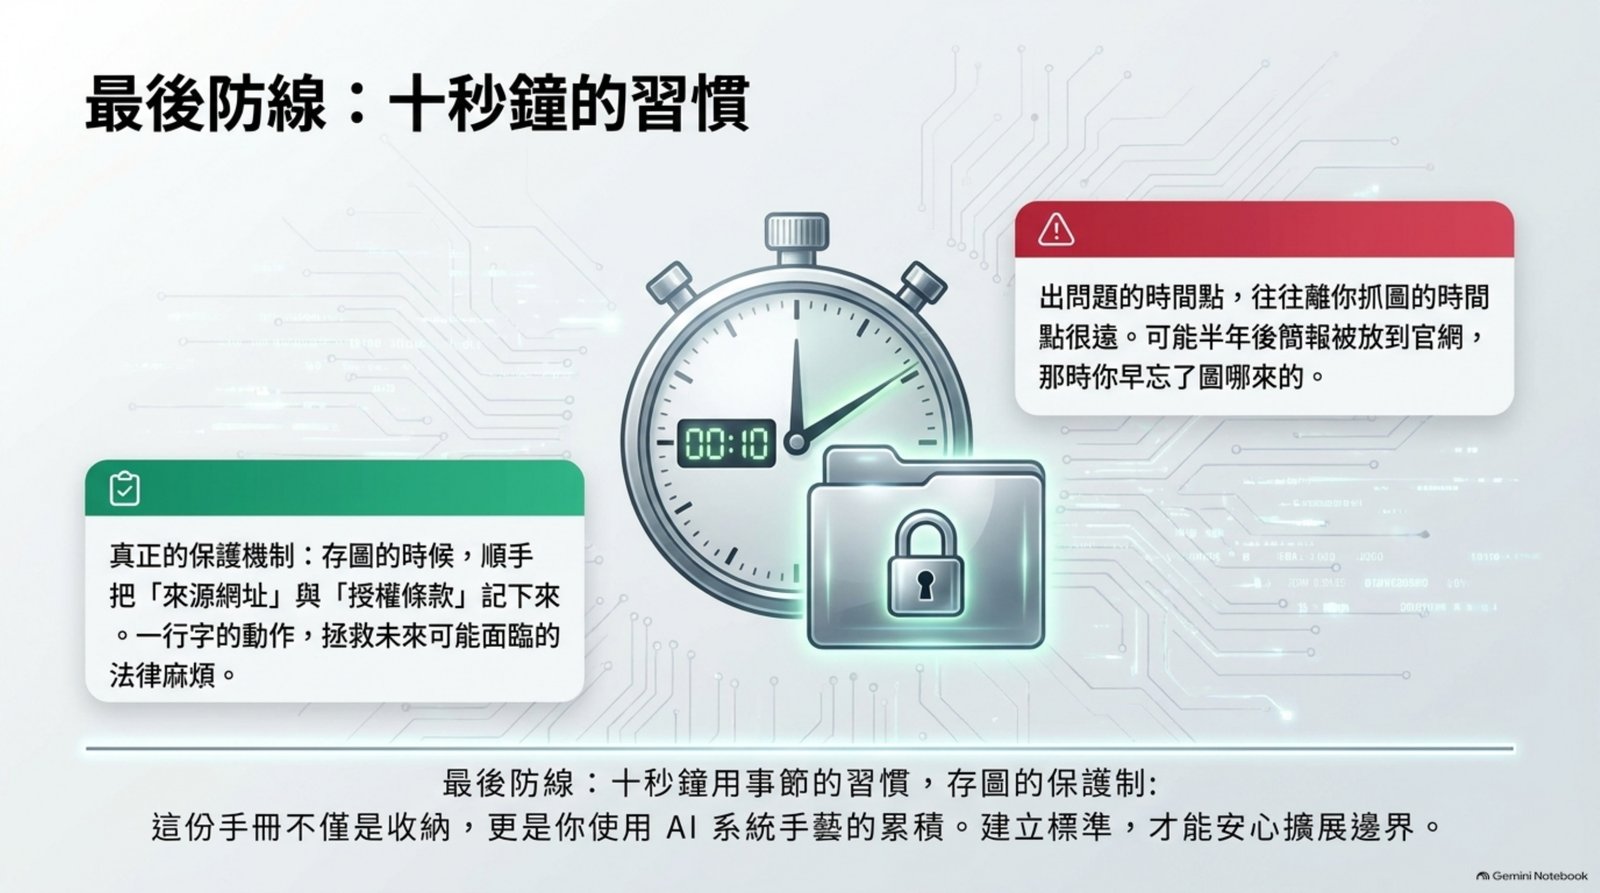 最後防線：十秒鐘的習慣
出問題的時間點，往往離你抓圖的時間
點很遠。可能半年後簡報被放到官網，
那時你早忘了圖哪來的。
00:10
真正的保護機制：存圖的時候，順手
把「來源網址」與「授權條款」記下來
。一行字的動作，拯救未來可能面臨的
法律麻煩。
最後防線：十秒鐘用事節的習慣，存圖的保護制:
這份手冊不僅是收納，更是你使用 AI 系統手藝的累積。建立標準，才能安心擴展邊界。
Gemini Notebook